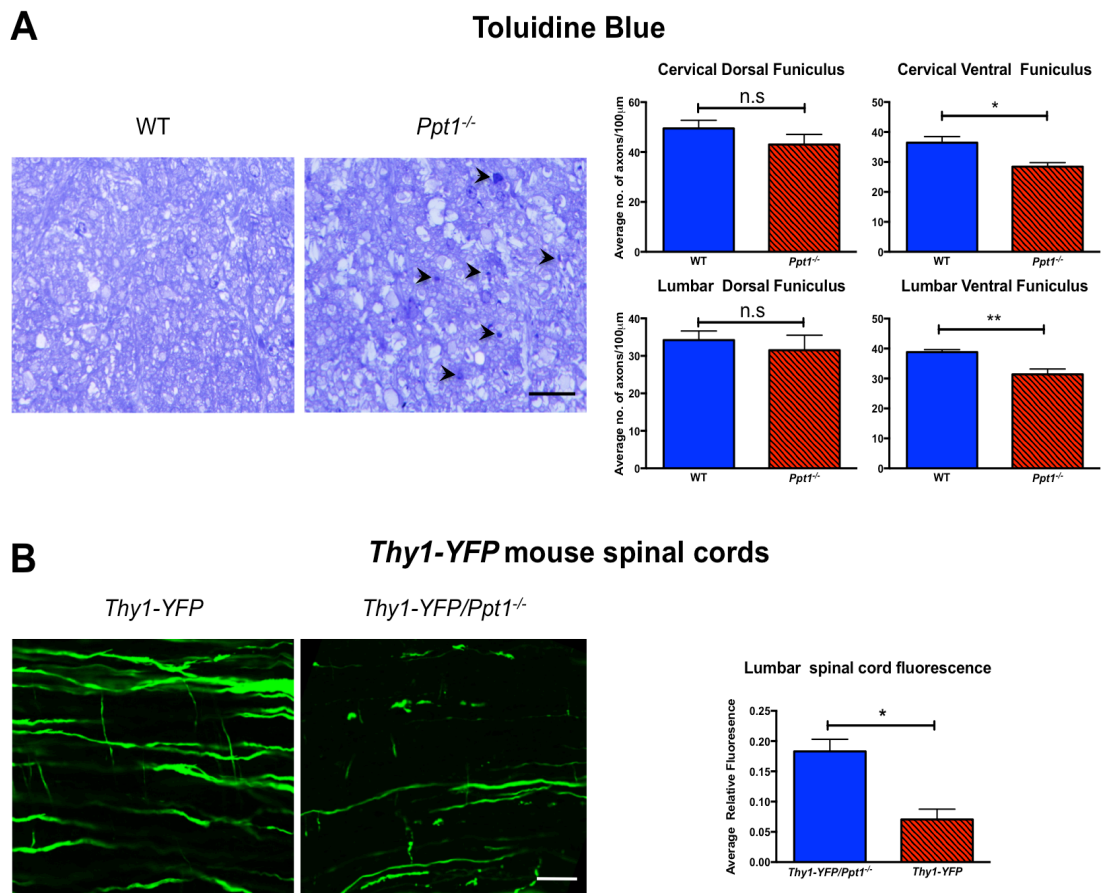 A
Toluidine Blue
WT
Ppt1-/-
Cervical Dorsal Funiculus
n.s
Average no. of axons/100µm
60
40
20
0
WT
Ppt1-/-
Cervical Ventral Funiculus
*
50
40
30
20
10
0
WT
Ppt1-/-
Lumbar Dorsal Funiculus
n.s
Average no. of axons/100µm
40
30
20
10
0
WT
Ppt1-/-
Lumbar Ventral Funiculus
**
50
40
30
20
10
0
WT
Ppt1-/-
B
Thy1-YFP mouse spinal cords
Thy1-YFP
Thy1-YFP/Ppt1-/-
Lumbar spinal cord fluorescence
*
Average Relative Fluoresence
0.25
0.20
0.15
0.10
0.05
0.00
Thy1-YFP/Ppt1-/-
Thy1-YFP